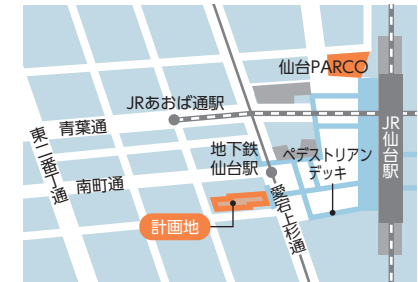 仙台PARCO
JRあおば通駅
青葉通
東二番丁通
南町通
地下鉄
仙台駅
ペデストリアン
デッキ
JR仙台駅
愛宕上杉通
計画地